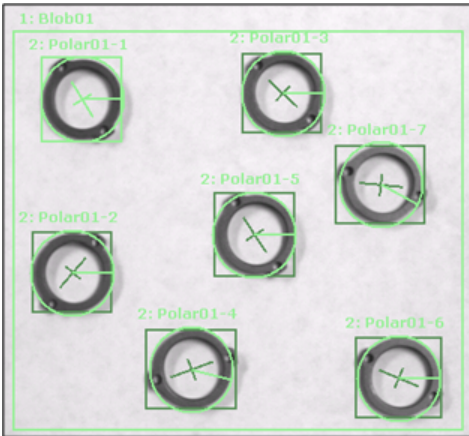 1: Blob01
2: Polar01-1
2: Polar01-3
2: Polar01-7
2: Polar01-5
2: Polar01-2
2: Polar01-4
2: Polar01-6